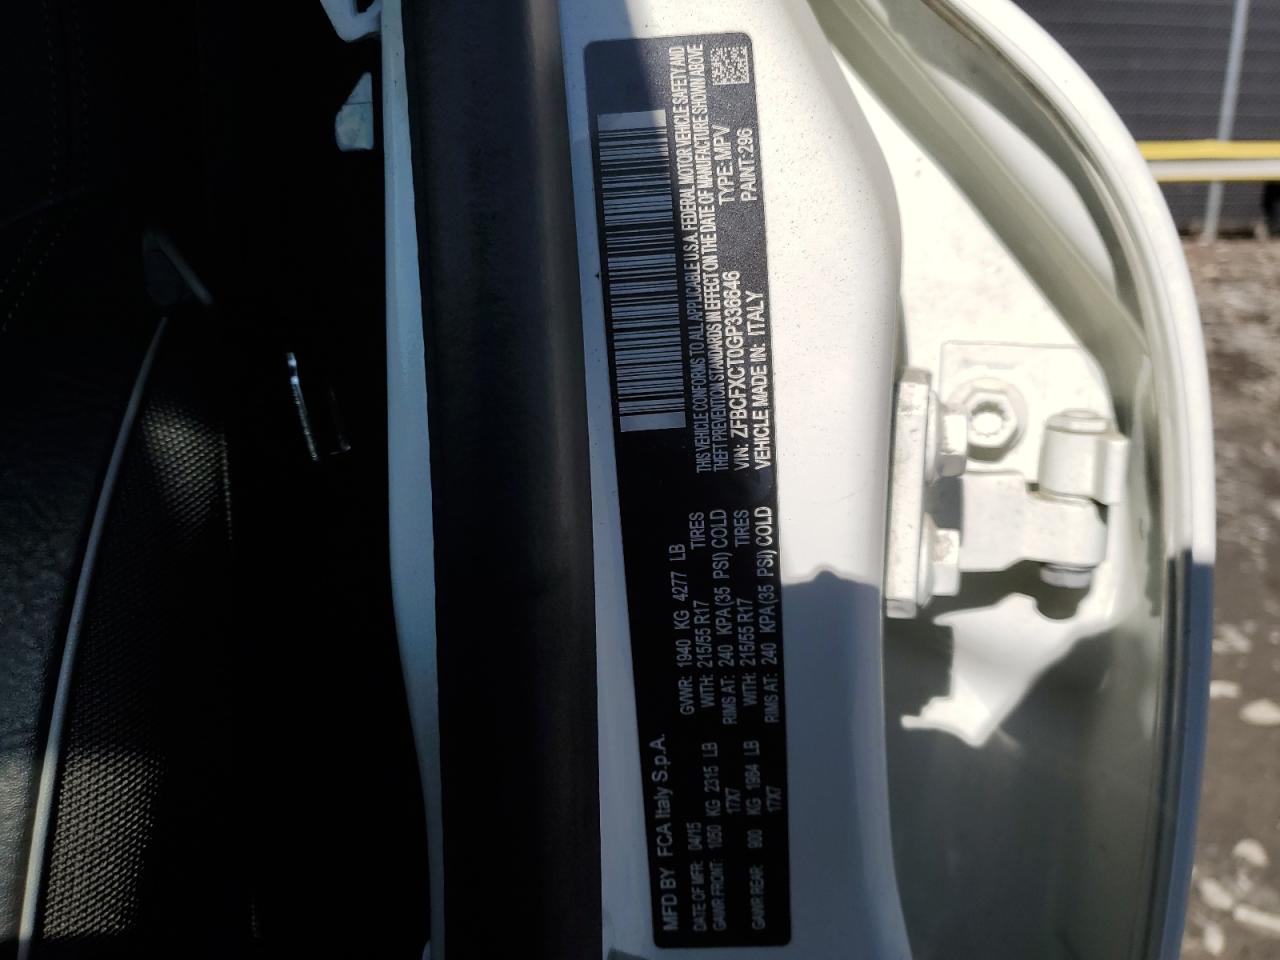 MFD BY FCA Italy S.p.A.
DATE OF MFR: 04/15 GVWR: 1940 KG 4277 LB
GAWR FRONT: 1050 KG 2315 LB WITH: 215/55 R17 TIRES
17X7 RIMS AT: 240 KPA (35 PSI) COLD
GAWR REAR: 900 KG 1984 LB WITH: 215/55 R17 TIRES
17X7 RIMS AT: 240 KPA (35 PSI) COLD
THIS VEHICLE CONFORMS TO ALL APPLICABLE U.S.A. FEDERAL MOTOR VEHICLE SAFETY AND
THEFT PREVENTION STANDARDS IN EFFECT ON THE DATE OF MANUFACTURE SHOWN ABOVE
VIN: ZFBCFXCT0GP336646 TYPE: MPV
VEHICLE MADE IN: ITALY PAINT:296